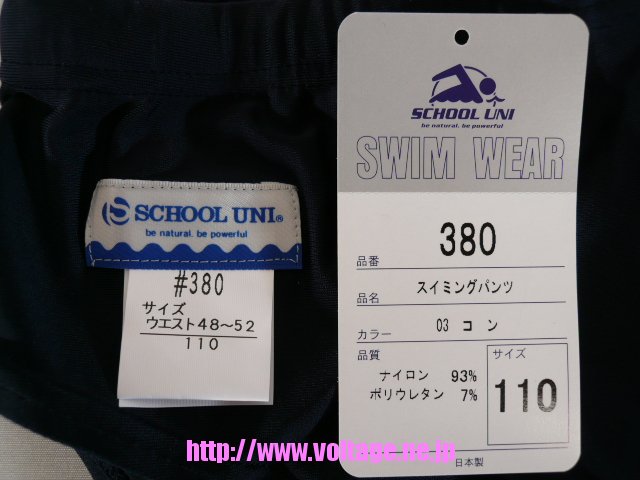 SCHOOL UNI®
be natural. be powerful
#380
サイズ
ウエスト48～52
110
SCHOOL UNI
be natural. be powerful
SWIM WEAR
380
品番
スイミングパンツ
品名
カラー 03 コン
品質
ナイロン 93%
ポリウレタン 7%
サイズ
110
日本製
http://www.voltage.ne.jp